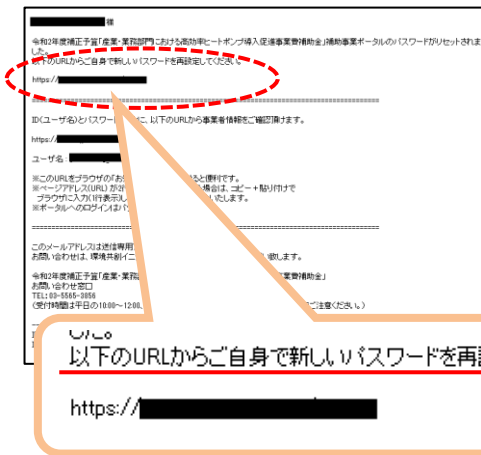 様
令和2年度補正予算「産業・業務部門における高効率ヒートポンプ導入促進事業費補助金」補助事業ポータルのパスワードがリセットされま
した。
以下のURLからご自身で新しいパスワードを再設定してください。
https://
ID(ユーザ名)とパスワー 以下のURLから事業者情報をご確認頂けます。
https://
ユーザ名:
※このURLをブラウザの「お ると便利です。
※ページアドレス(URL) が2 場合は、コピー+貼り付けで
ブラウザに入力(1行表示)し いたします。
※ポータルへのログインはパ
このメールアドレスは送信専用
お問い合わせは、環境共創イニ 致します。
令和2年度補正予算「産業・業務 業費補助金」
お問い合わせ窓口
TEL:03-5565-3856
(受付時間は平日の10:00～12:00、 ご注意ください。)
した。
以下のURLからご自身で新しいパスワードを再
https://